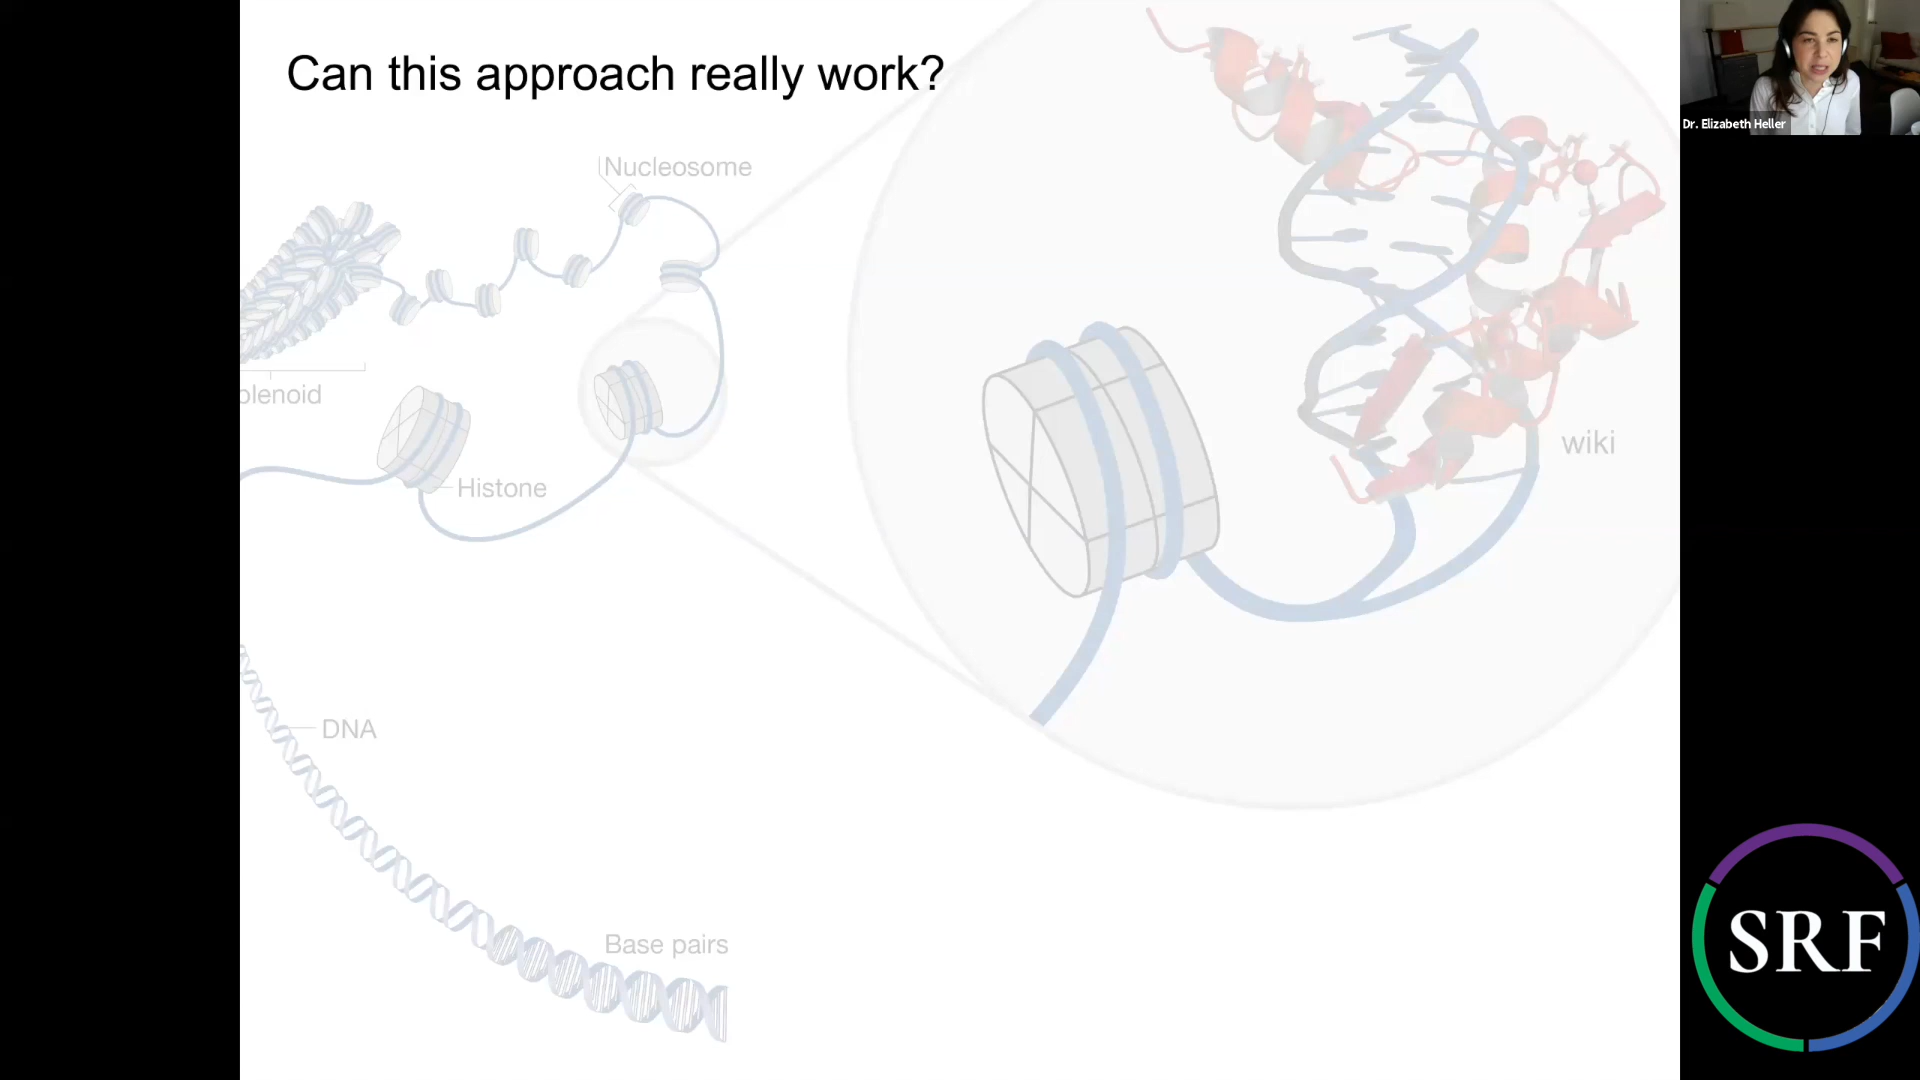 Can this approach really work?
Dr. Elizabeth Heller
Nucleosome
olenoid
Histone
wiki
DNA
Base pairs
SRF